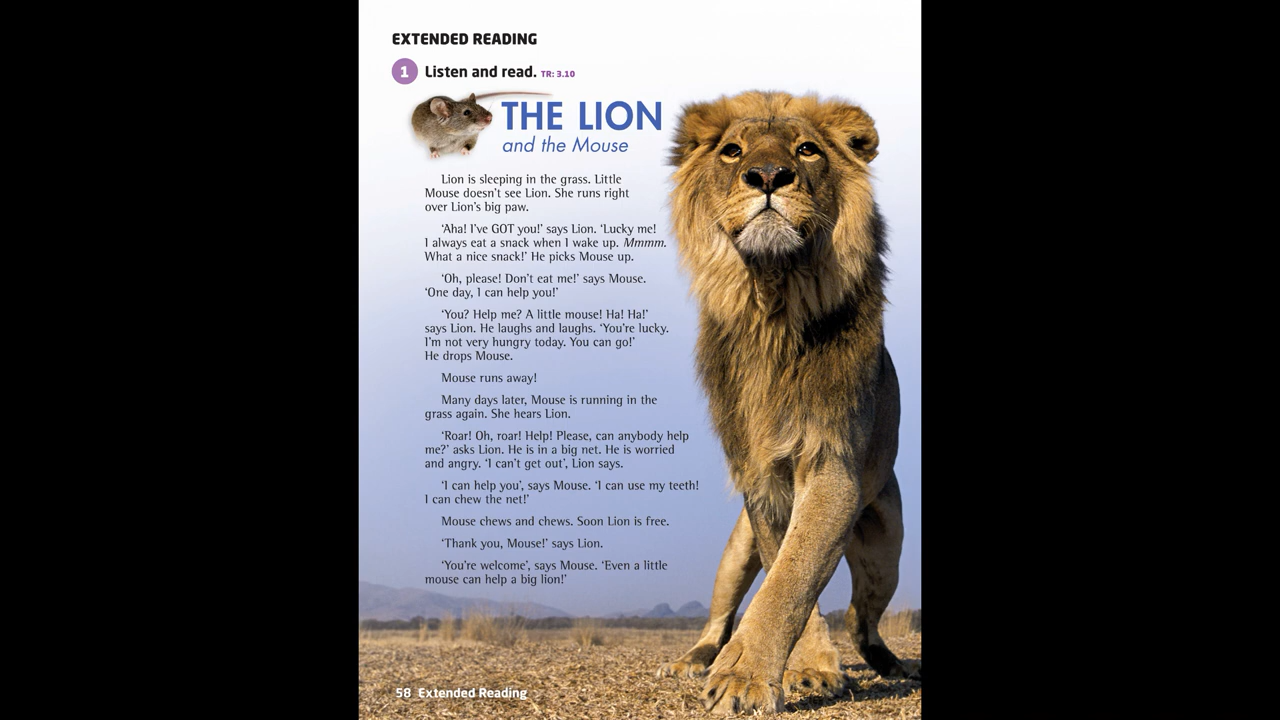 EXTENDED READING
1 Listen and read. TR: 3.10
THE LION
and the Mouse
Lion is sleeping in the grass. Little
Mouse doesn't see Lion. She runs right
over Lion's big paw.
‘Aha! I've GOT you!’ says Lion. ‘Lucky me!
I always eat a snack when I wake up. Mmmm.
What a nice snack!’ He picks Mouse up.
‘Oh, please! Don't eat me!’ says Mouse.
‘One day, I can help you!’
‘You? Help me? A little mouse! Ha! Ha!’
says Lion. He laughs and laughs. ‘You're lucky.
I'm not very hungry today. You can go!’
He drops Mouse.
Mouse runs away!
Many days later, Mouse is running in the
grass again. She hears Lion.
‘Roar! Oh, roar! Help! Please, can anybody help
me?’ asks Lion. He is in a big net. He is worried
and angry. ‘I can't get out’, Lion says.
‘I can help you’, says Mouse. ‘I can use my teeth!
I can chew the net!’
Mouse chews and chews. Soon Lion is free.
‘Thank you, Mouse!’ says Lion.
‘You're welcome’, says Mouse. ‘Even a little
mouse can help a big lion!’
58 Extended Reading